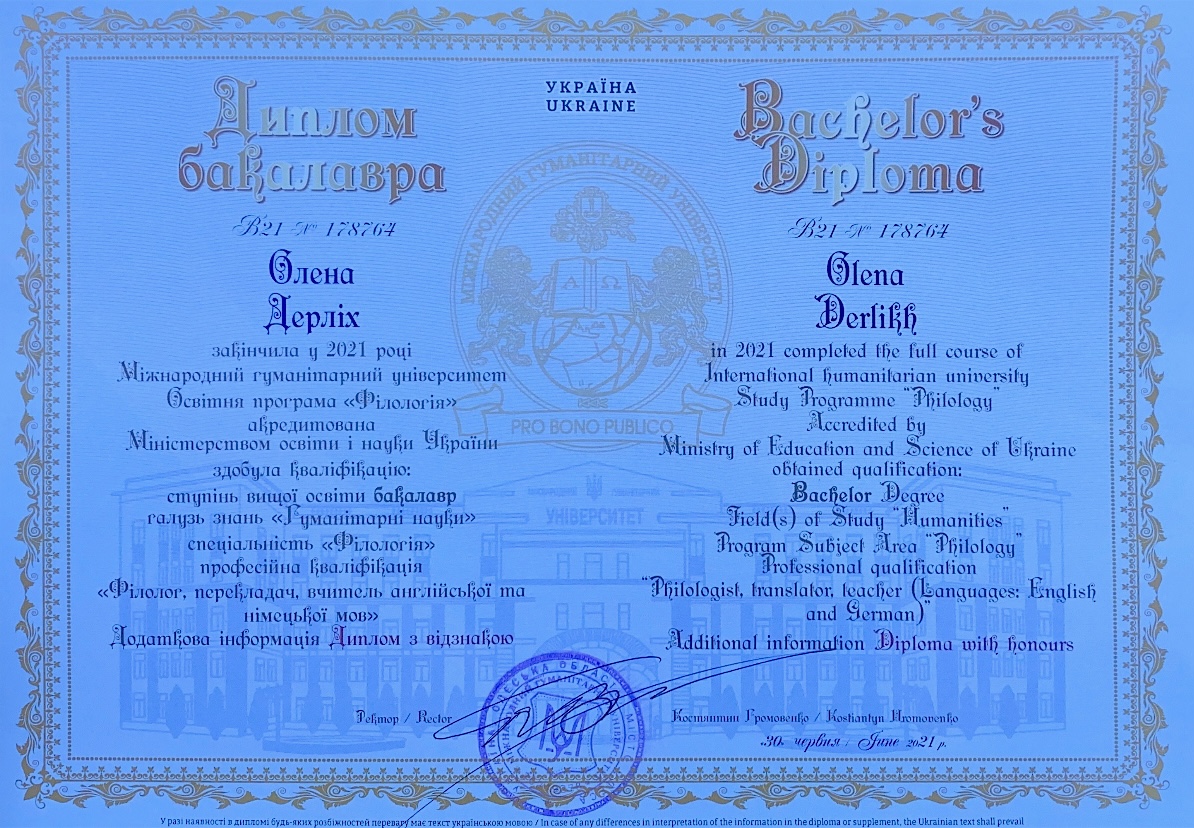 УКРАЇНА
UKRAINE
Диплом
бакалавра
B21 № 178764
Олена
Дерліх
закінчила у 2021 році
Міжнародний гуманітарний університет
Освітня програма «Філологія»
акредитована
Міністерством освіти і науки України
здобула кваліфікацію:
ступінь вищої освіти бакалавр
галузь знань «Гуманітарні науки»
спеціальність «Філологія»
професійна кваліфікація
«Філолог, перекладач, вчитель англійської та
німецької мов»
Додаткова інформація Диплом з відзнакою
Bachelor's
Diploma
B21 № 178764
Olena
Derlikh
in 2021 completed the full course of
International humanitarian university
Study Programme "Philology"
Accredited by
Ministry of Education and Science of Ukraine
obtained qualification:
Bachelor Degree
Field(s) of Study "Humanities"
Program Subject Area "Philology"
Professional qualification
"Philologist, translator, teacher (Languages: English
and German)"
Additional information Diploma with honours
МІЖНАРОДНИЙ ГУМАНІТАРНИЙ УНІВЕРСИТЕТ
Α Ω
PRO BONO PUBLICO
УНІВЕРСИТЕТ
Ректор / Rector
Костянтин Громовенко / Kostiantyn Hromovenko
30 червня / June 2021 р.
У разі наявності в дипломі будь-яких розбіжностей перевагу має текст українською мовою / In case of any differences in interpretation of the information in the diploma or supplement, the Ukrainian text shall prevail